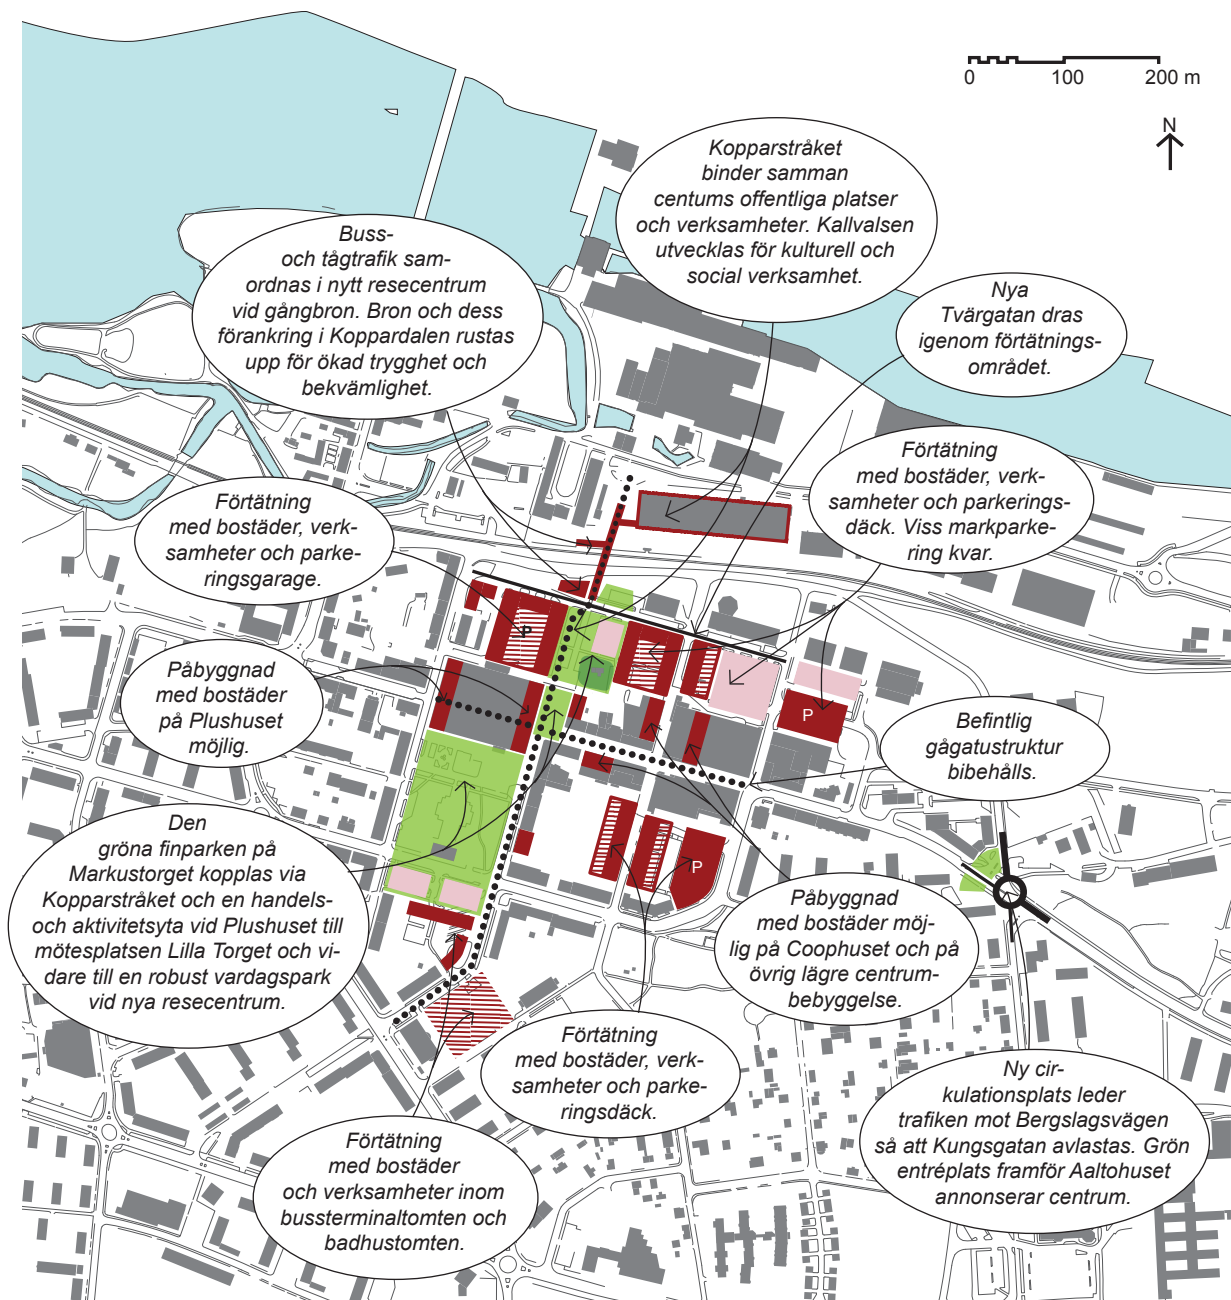 0 100 200 m
N
Kopparstråket
binder samman
centums offentliga platser
och verksamheter. Kallvalsen
utvecklas för kulturell och
social verksamhet.
Buss-
och tågtrafik sam-
ordnas i nytt resecentrum
vid gångbron. Bron och dess
förankring i Koppardalen rustas
upp för ökad trygghet och
bekvämlighet.
Nya
Tvärgatan dras
igenom förtätnings-
området.
Förtätning
med bostäder, verk-
samheter och parkerings-
däck. Viss markparke-
ring kvar.
Förtätning
med bostäder, verk-
samheter och parke-
ringsgarage.
P
Påbyggnad
med bostäder
på Plushuset
möjlig.
P
Befintlig
gågatustruktur
bibehålls.
Den
gröna finparken på
Markustorget kopplas via
Kopparstråket och en handels-
och aktivitetsyta vid Plushuset till
mötesplatsen Lilla Torget och vi-
dare till en robust vardagspark
vid nya resecentrum.
P
Påbyggnad
med bostäder möj-
lig på Coophuset och på
övrig lägre centrum-
bebyggelse.
Förtätning
med bostäder, verk-
samheter och parke-
ringsdäck.
Ny cir-
kulationsplats leder
trafiken mot Bergslagsvägen
så att Kungsgatan avlastas. Grön
entréplats framför Aaltohuset
annonserar centrum.
Förtätning
med bostäder
och verksamheter inom
bussterminaltomten och
badhustomten.